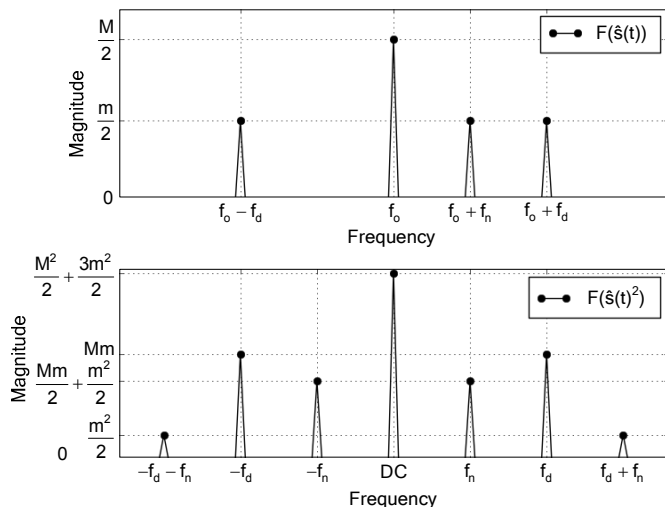 M/2
m/2
0
Magnitude
F(ŝ(t))
f_o − f_d
f_o
f_o + f_n
f_o + f_d
Frequency
M²/2 + 3m²/2
Mm
Mm/2 + m²/2
m²/2
0
Magnitude
F(ŝ(t)²)
−f_d − f_n
−f_d
−f_n
DC
f_n
f_d
f_d + f_n
Frequency